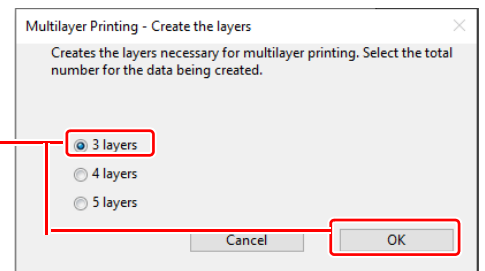 Multilayer Printing - Create the layers
Creates the layers necessary for multilayer printing. Select the total
number for the data being created.
3 layers
4 layers
5 layers
Cancel
OK